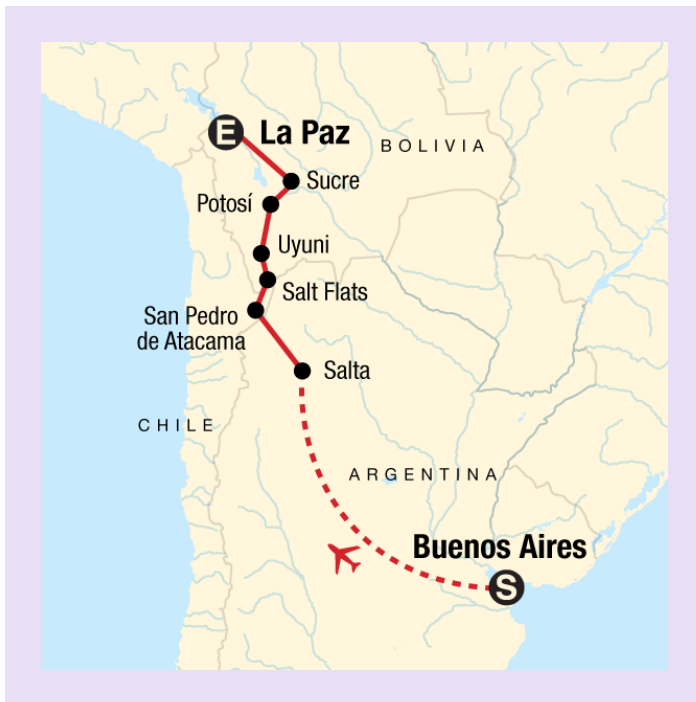 E
La Paz
BOLIVIA
Sucre
Potosí
Uyuni
Salt Flats
San Pedro
de Atacama
Salta
CHILE
ARGENTINA
Buenos Aires
S